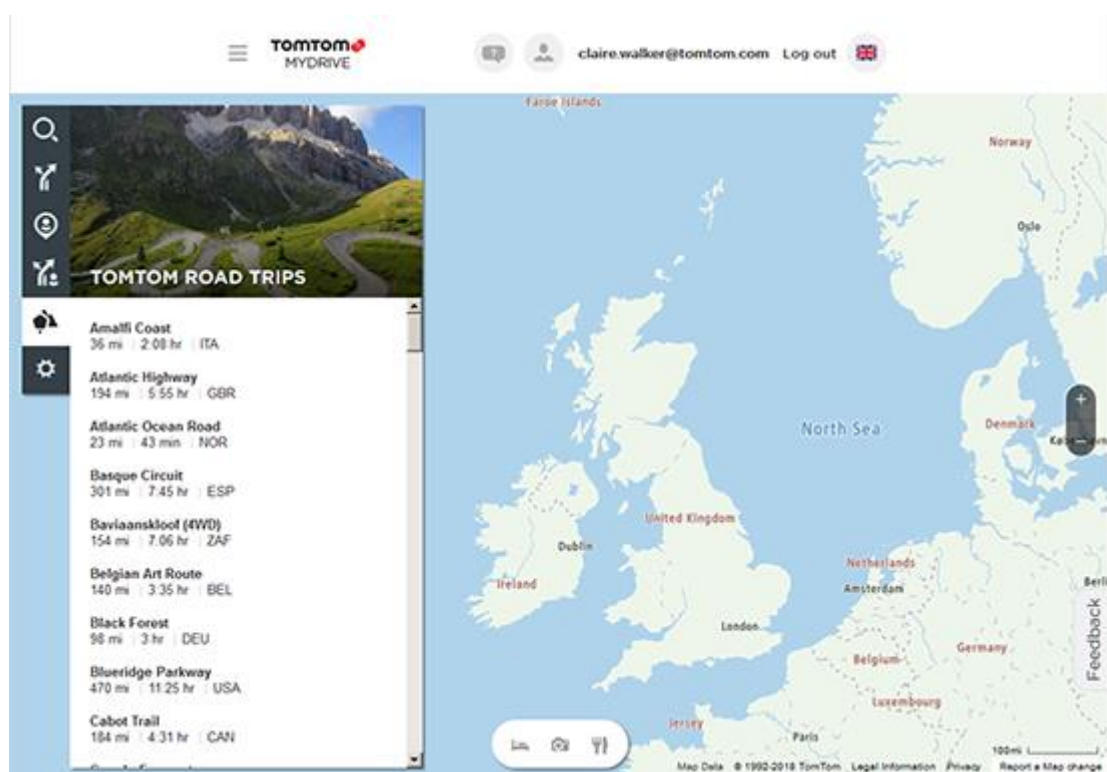 TOMTOM
MYDRIVE
claire.walker@tomtom.com Log out
TOMTOM ROAD TRIPS
Amalfi Coast
36 mi 2:08 hr ITA
Atlantic Highway
194 mi 5:55 hr GBR
Atlantic Ocean Road
23 mi 43 min NOR
Basque Circuit
301 mi 7:45 hr ESP
Baviaanskloof (4WD)
154 mi 7:06 hr ZAF
Belgian Art Route
140 mi 3:35 hr BEL
Black Forest
98 mi 3 hr DEU
Blueridge Parkway
470 mi 11:25 hr USA
Cabot Trail
184 mi 4:31 hr CAN
Faroe Islands
Norway
Oslo
North Sea
Denmark
United Kingdom
Dublin
Ireland
Netherlands
Amsterdam
Berli
London
Germany
Belgium
Luxembourg
Jersey
Paris
Feedback
100mi
Map Data © 1992-2018 TomTom Legal Information Privacy Report a Map change